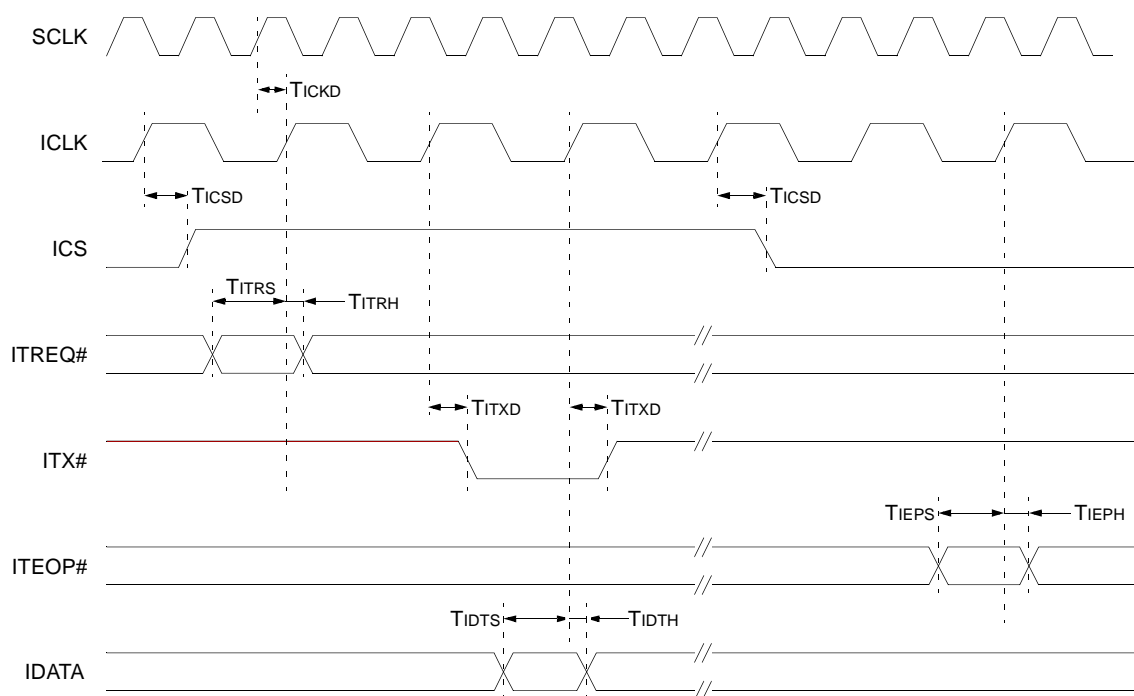 SCLK
TICKD
ICLK
TICSD
TICSD
ICS
TITRS
TITRH
ITREQ#
TITXD
TITXD
ITX#
TIEPS
TIEPH
ITEOP#
TIDTS
TIDTH
IDATA